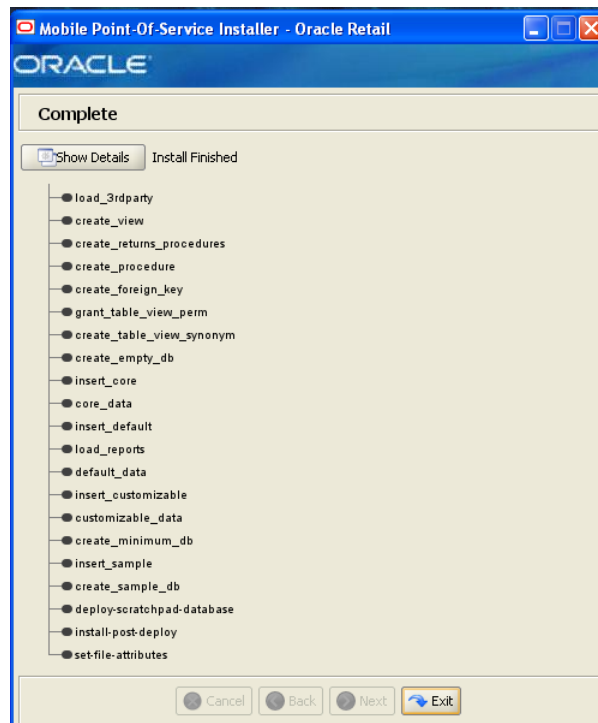 Mobile Point-Of-Service Installer - Oracle Retail
ORACLE
Complete
Show Details Install Finished
load_3rdparty
create_view
create_returns_procedures
create_procedure
create_foreign_key
grant_table_view_perm
create_table_view_synonym
create_empty_db
insert_core
core_data
insert_default
load_reports
default_data
insert_customizable
customizable_data
create_minimum_db
insert_sample
create_sample_db
deploy-scratchpad-database
install-post-deploy
set-file-attributes
Cancel Back Next Exit